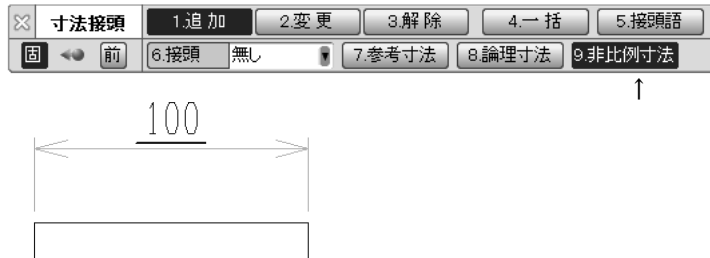 寸法接頭 1.追加 2.変更 3.解除 4.一括 5.接頭語
固 前 6.接頭 無し 7.参考寸法 8.論理寸法 9.非比例寸法
↑
100